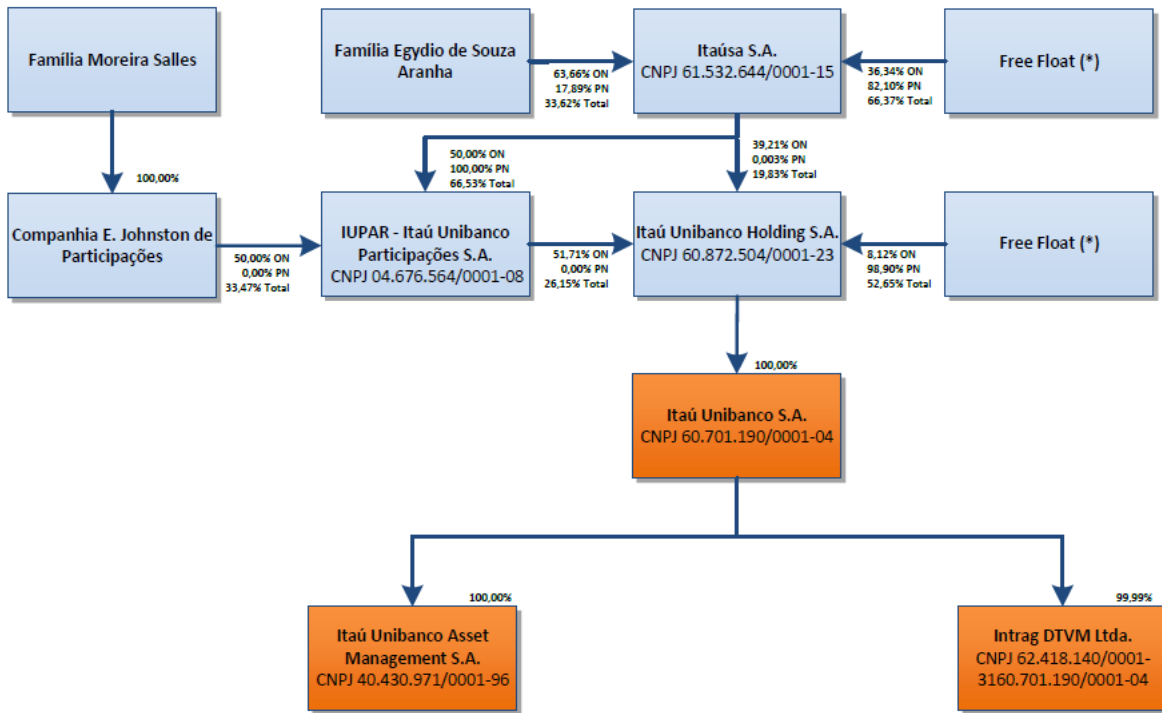 Família Moreira Salles
Família Egydio de Souza
Aranha
63,66% ON
17,89% PN
33,62% Total
Itaúsa S.A.
CNPJ 61.532.644/0001-15
36,34% ON
82,10% PN
66,37% Total
Free Float (*)
100,00%
50,00% ON
100,00% PN
66,53% Total
39,21% ON
0,003% PN
19,83% Total
Companhia E. Johnston de
Participações
50,00% ON
0,00% PN
33,47% Total
IUPAR - Itaú Unibanco
Participações S.A.
CNPJ 04.676.564/0001-08
51,71% ON
0,00% PN
26,15% Total
Itaú Unibanco Holding S.A.
CNPJ 60.872.504/0001-23
8,12% ON
98,90% PN
52,65% Total
Free Float (*)
100,00%
Itaú Unibanco S.A.
CNPJ 60.701.190/0001-04
100,00%
Itaú Unibanco Asset
Management S.A.
CNPJ 40.430.971/0001-96
99,99%
Intrag DTVM Ltda.
CNPJ 62.418.140/0001-
3160.701.190/0001-04